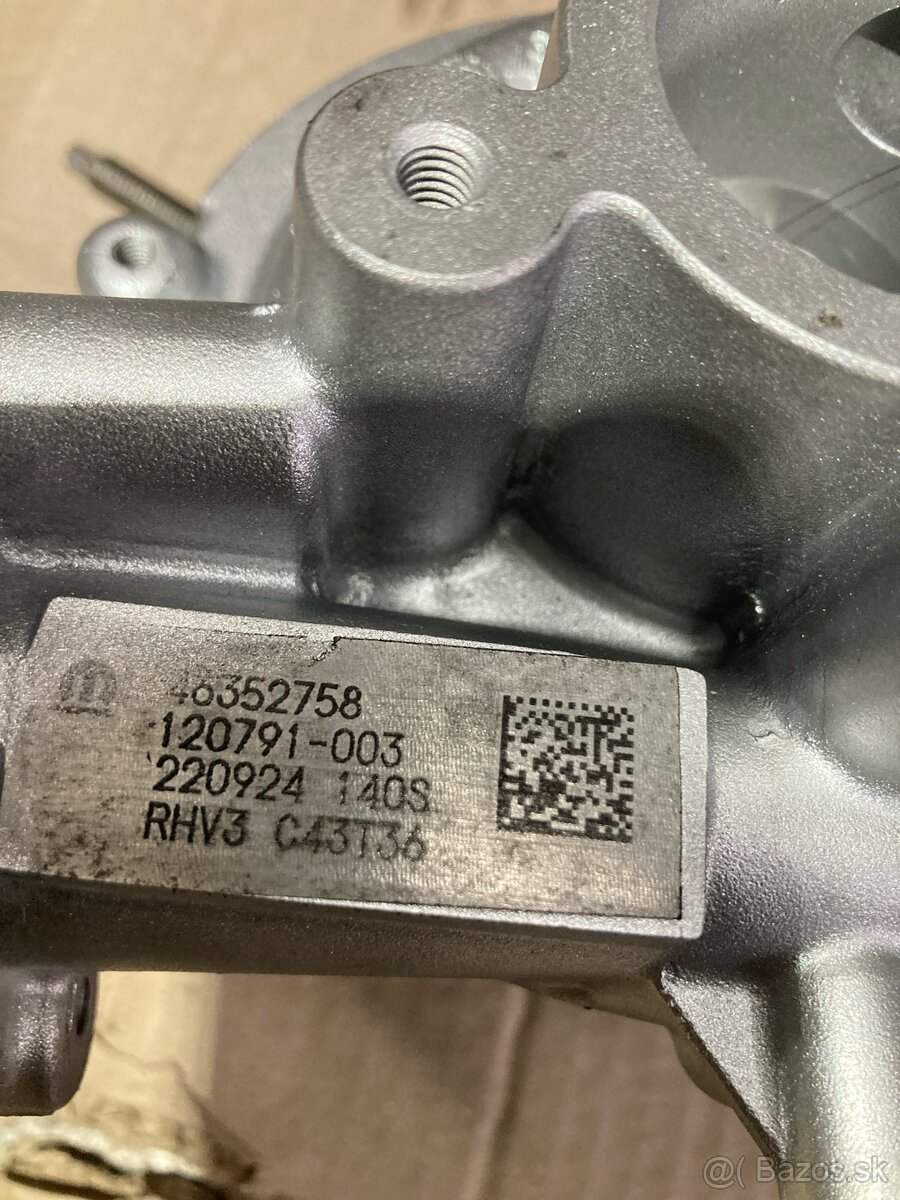 46352758
120791-003
220924 140S
RHV3 C43T36
@( Bazos.sk